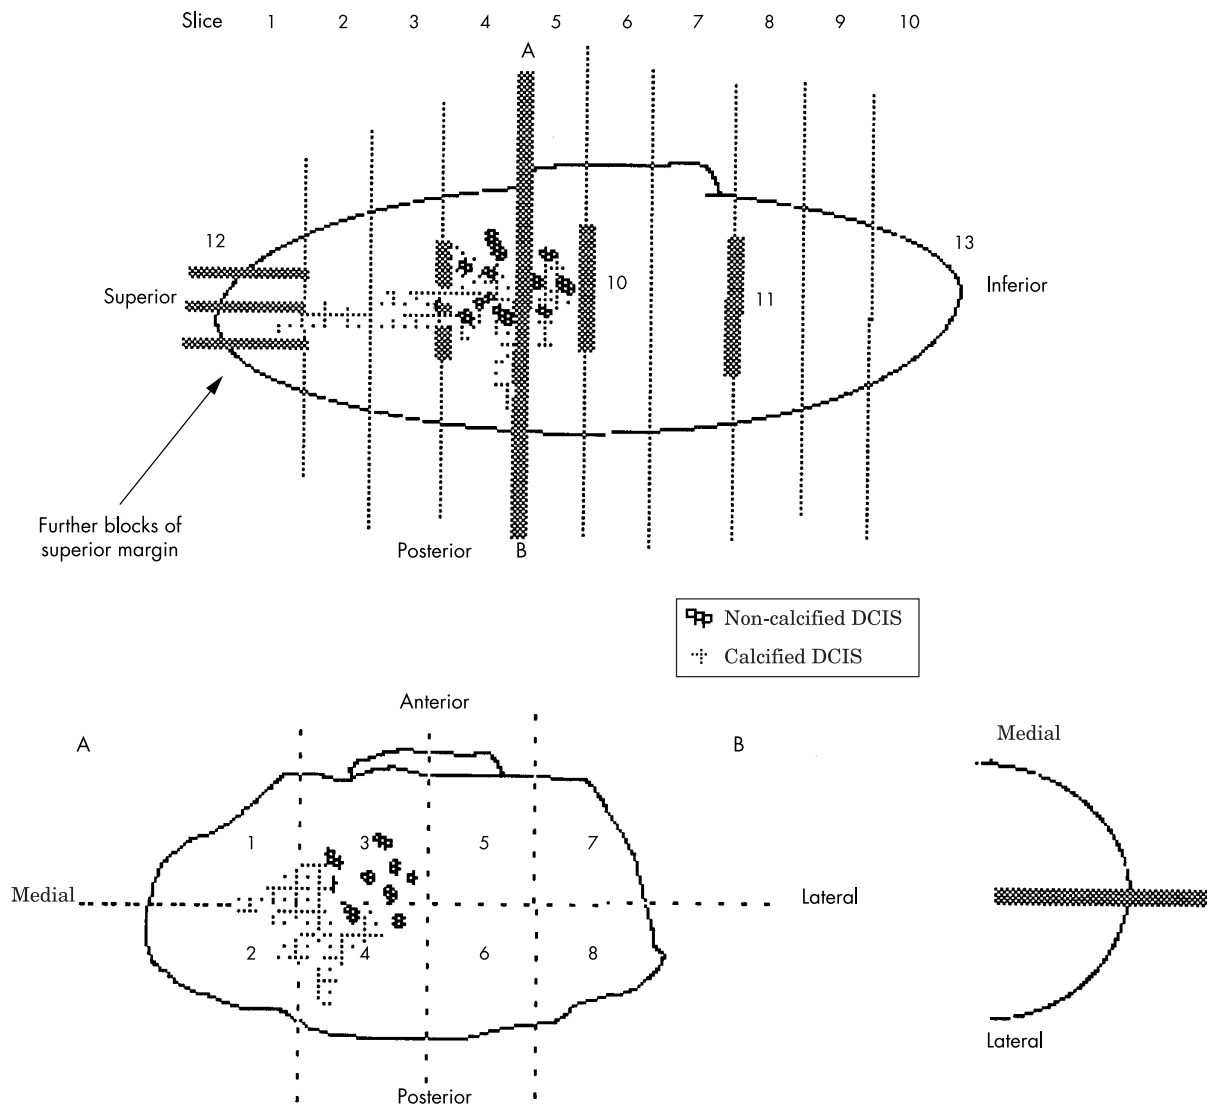 Slice 1 2 3 4 5 6 7 8 9 10
A
12
13
Superior
10
11
Inferior
Further blocks of
superior margin
Posterior
B
Non-calcified DCIS
Calcified DCIS
Anterior
A
B
Medial
1
3
5
7
Medial
Lateral
2
4
6
8
Lateral
Posterior